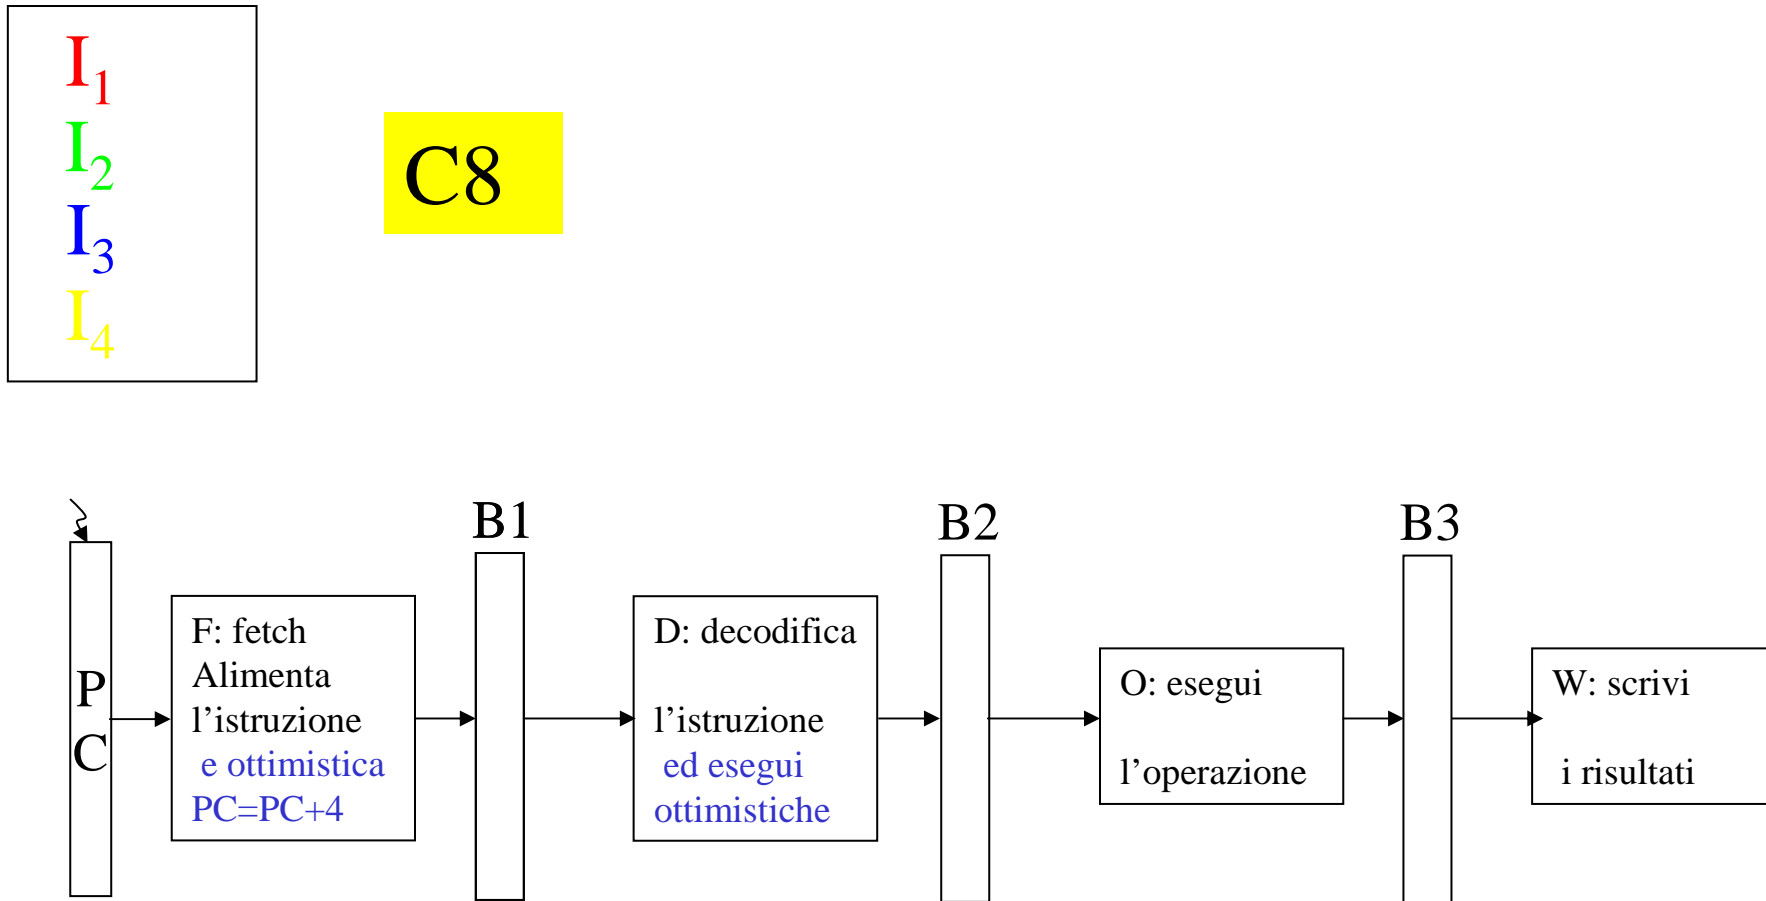 I1
I2
I3
I4
C8
PC
B1
B2
B3
F: fetch
Alimenta
l’istruzione
e ottimistica
PC=PC+4
D: decodifica
l’istruzione
ed esegui
ottimistiche
O: esegui
l’operazione
W: scrivi
i risultati